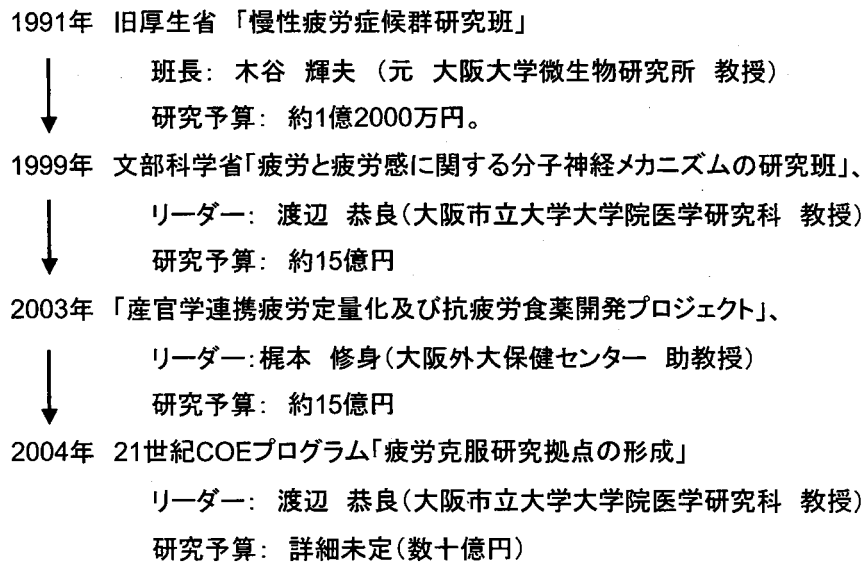 1991年 旧厚生省 「慢性疲労症候群研究班」
班長： 木谷 輝夫 （元 大阪大学微生物研究所 教授）
研究予算： 約1億2000万円。
1999年 文部科学省「疲労と疲労感に関する分子神経メカニズムの研究班」、
リーダー： 渡辺 恭良（大阪市立大学大学院医学研究科 教授）
研究予算： 約15億円
2003年 「産官学連携疲労定量化及び抗疲労食薬開発プロジェクト」、
リーダー：梶本 修身（大阪外大保健センター 助教授）
研究予算： 約15億円
2004年 21世紀COEプログラム「疲労克服研究拠点の形成」
リーダー： 渡辺 恭良（大阪市立大学大学院医学研究科 教授）
研究予算： 詳細未定（数十億円）